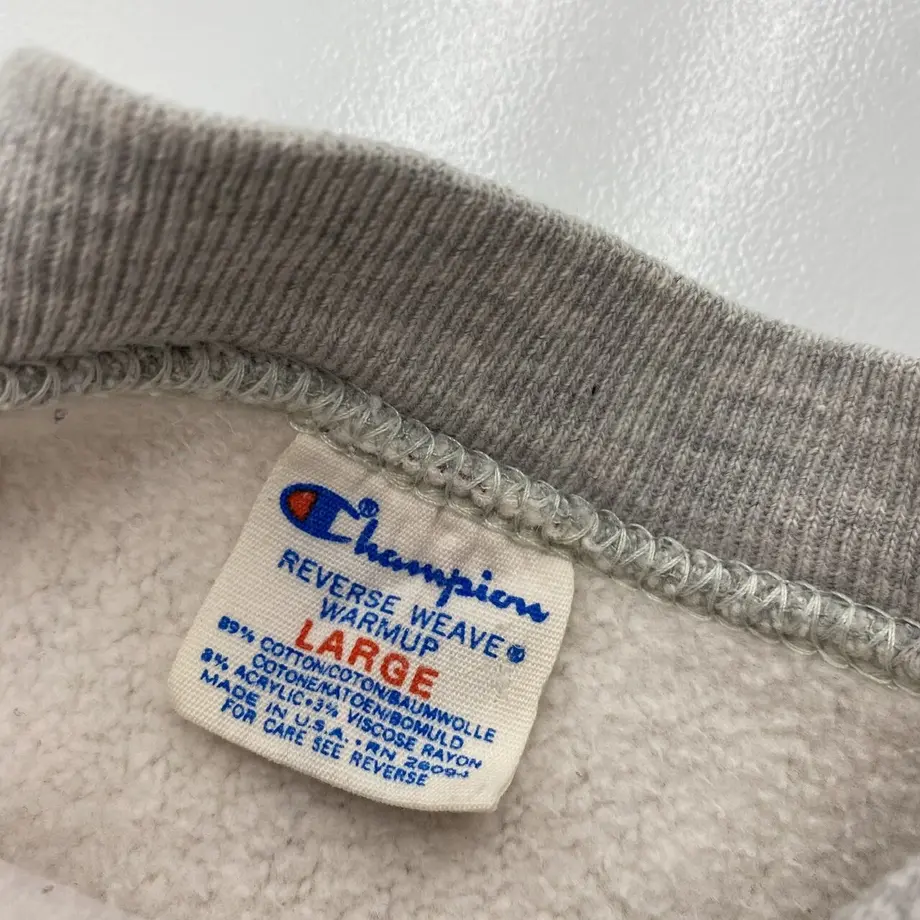 Champion®
REVERSE WEAVE®
WARMUP
LARGE
89% COTTON/COTON/BAUMWOLLE
COTONE/KATOEN/BOMULD
8% ACRYLIC•3% VISCOSE RAYON
MADE IN U.S.A. • RN 26094
FOR CARE SEE REVERSE